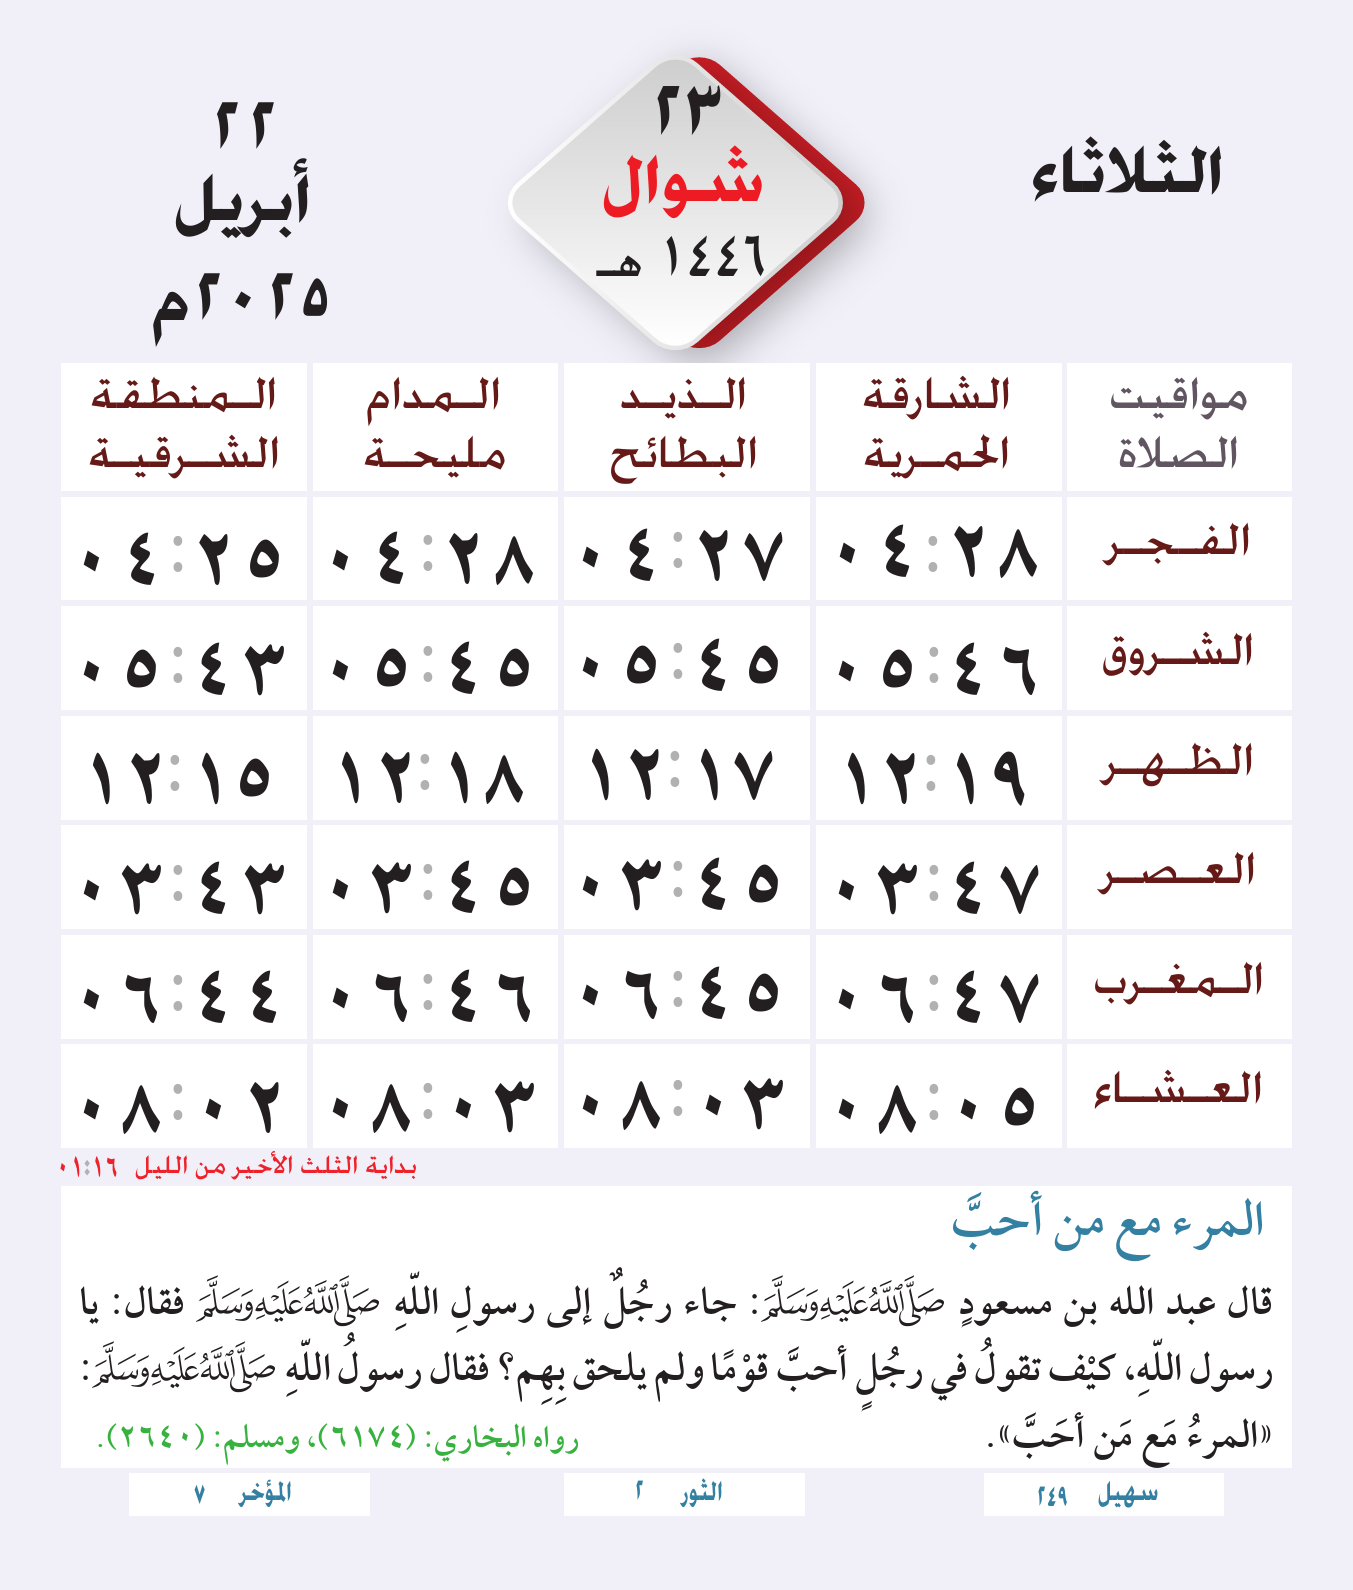 الثلاثاء
٢٣
شوال
١٤٤٦ هـ
٢٢
أبريل
٢٠٢٥م
مواقيت الصلاة
الشارقة الحمرية
الذيد البطائح
المدام مليحة
المنطقة الشرقية
الفجر ٠٤:٢٨ ٠٤:٢٧ ٠٤:٢٨ ٠٤:٢٥
الشروق ٠٥:٤٦ ٠٥:٤٥ ٠٥:٤٥ ٠٥:٤٣
الظهر ١٢:١٩ ١٢:١٧ ١٢:١٨ ١٢:١٥
العصر ٠٣:٤٧ ٠٣:٤٥ ٠٣:٤٥ ٠٣:٤٣
المغرب ٠٦:٤٧ ٠٦:٤٥ ٠٦:٤٦ ٠٦:٤٤
العشاء ٠٨:٠٥ ٠٨:٠٣ ٠٨:٠٣ ٠٨:٠٢
بداية الثلث الأخير من الليل ٠١:١٦
المرء مع من أحبَّ
قال عبد الله بن مسعودٍ ﷺ: جاء رجُلٌ إلى رسولِ اللّهِ ﷺ فقال: يا
رسول اللّهِ، كيْف تقولُ في رجُلٍ أحبَّ قوْمًا ولم يلحق بِهِم؟ فقال رسولُ اللّهِ ﷺ:
«المرءُ مَع مَن أحَبَّ».
رواه البخاري: (٦١٧٤)، ومسلم: (٢٦٤٠).
سهيل ٢٤٩
الثور ٢
المؤخر ٧